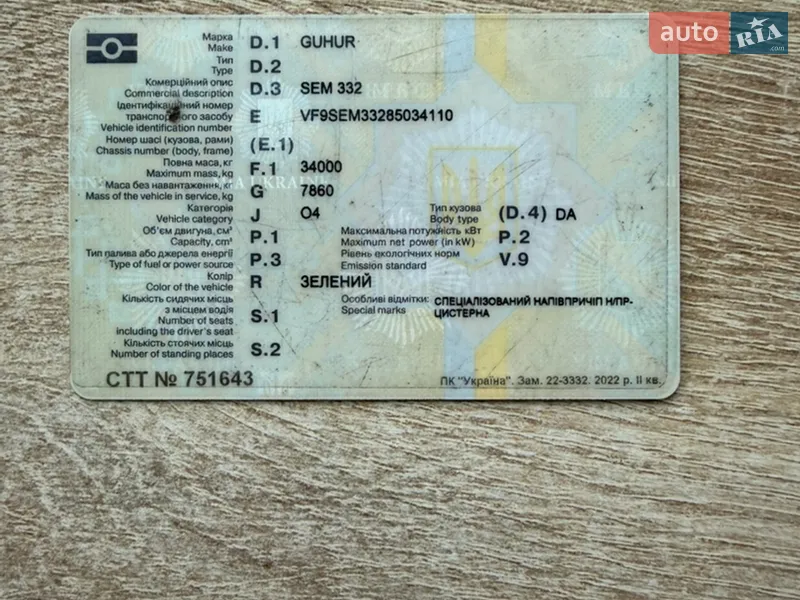 auto RIA.com
Марка
Make D.1 GUHUR
Тип
Type D.2
Комерційний опис
Commercial description D.3 SEM 332
Ідентифікаційний номер
транспортного засобу
Vehicle identification number E VF9SEM33285034110
Номер шасі (кузова, рами)
Chassis number (body, frame) (E.1)
Повна маса, кг
Maximum mass, kg F.1 34000
Маса без навантаження, кг
Mass of the vehicle in service, kg G 7860
Категорія
Vehicle category J O4
Тип кузова
Body type (D.4) DA
Об'єм двигуна, см³
Capacity, cm³ P.1
Максимальна потужність кВт
Maximum net power (in kW) P.2
Тип палива або джерела енергії
Type of fuel or power source P.3
Рівень екологічних норм
Emission standard V.9
Колір
Color of the vehicle R ЗЕЛЕНИЙ
Кількість сидячих місць
з місцем водія
Number of seats
including the driver's seat S.1
Особливі відмітки: СПЕЦІАЛІЗОВАНИЙ НАПІВПРИЧІП Н/ПР-
Special marks ЦИСТЕРНА
Кількість стоячих місць
Number of standing places S.2
СТТ № 751643
ПК "Україна". Зам. 22-3332. 2022 р. II кв.